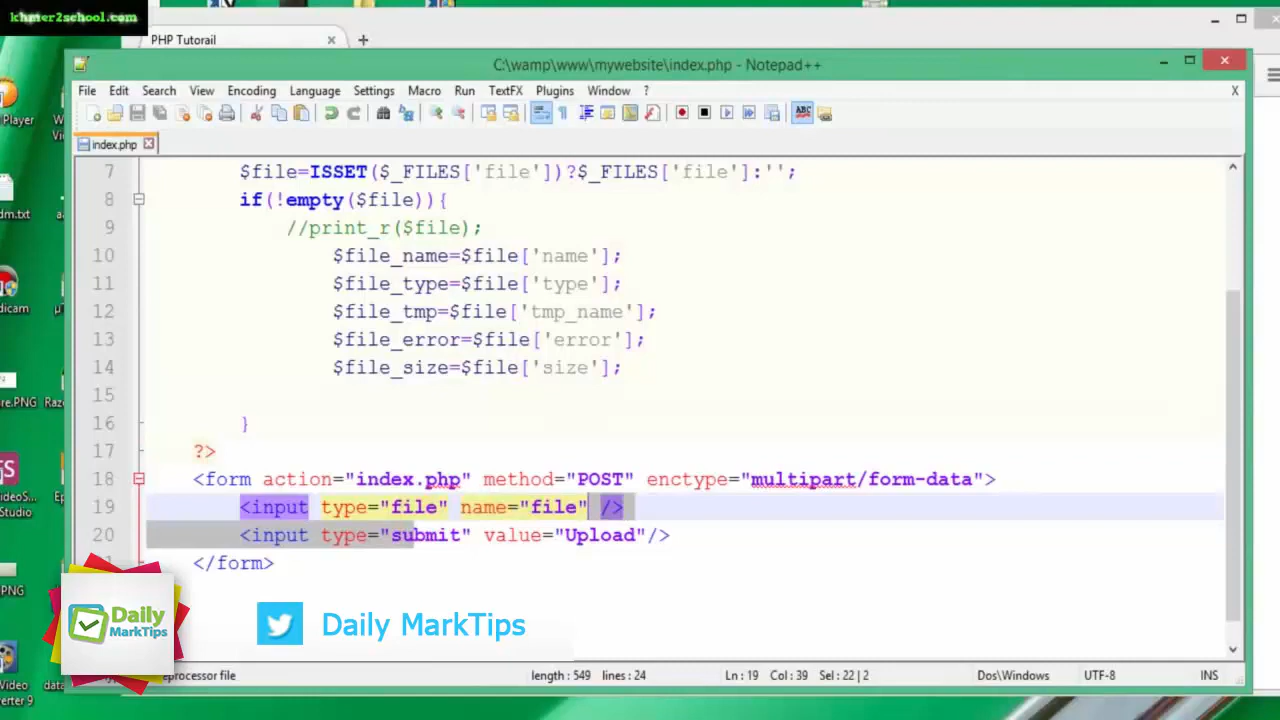 khmer2school.com
PHP Tutorail
C:\wamp\www\mywebsite\index.php - Notepad++
File Edit Search View Encoding Language Settings Macro Run TextFX Plugins Window ? X
index.php
7 $file=ISSET($_FILES['file'])?$_FILES['file']:'';
8 if(!empty($file)){
9 //print_r($file);
10 $file_name=$file['name'];
11 $file_type=$file['type'];
12 $file_tmp=$file['tmp_name'];
13 $file_error=$file['error'];
14 $file_size=$file['size'];
15
16 }
17 ?>
18 <form action="index.php" method="POST" enctype="multipart/form-data">
19 <input type="file" name="file" />
20 <input type="submit" value="Upload"/>
</form>
Daily
MarkTips
Daily MarkTips
eprocessor file length : 549 lines : 24 Ln : 19 Col : 39 Sel : 22 | 2 Dos\Windows UTF-8 INS
Player
dm.txt
dicam
re.PNG
Razo
ideoS...
Studio
PNG
Video
erter 9
data